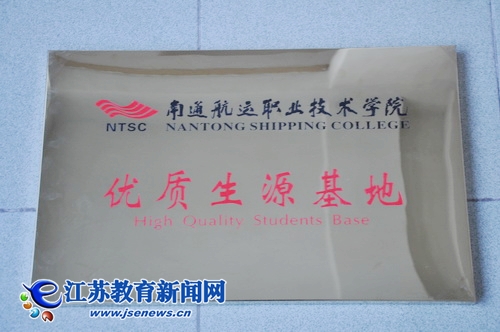 南通航运职业技术学院
NTSC NANTONG SHIPPING COLLEGE
优质生源基地
High Quality Students Base
江苏教育新闻网
www.jsenews.cn